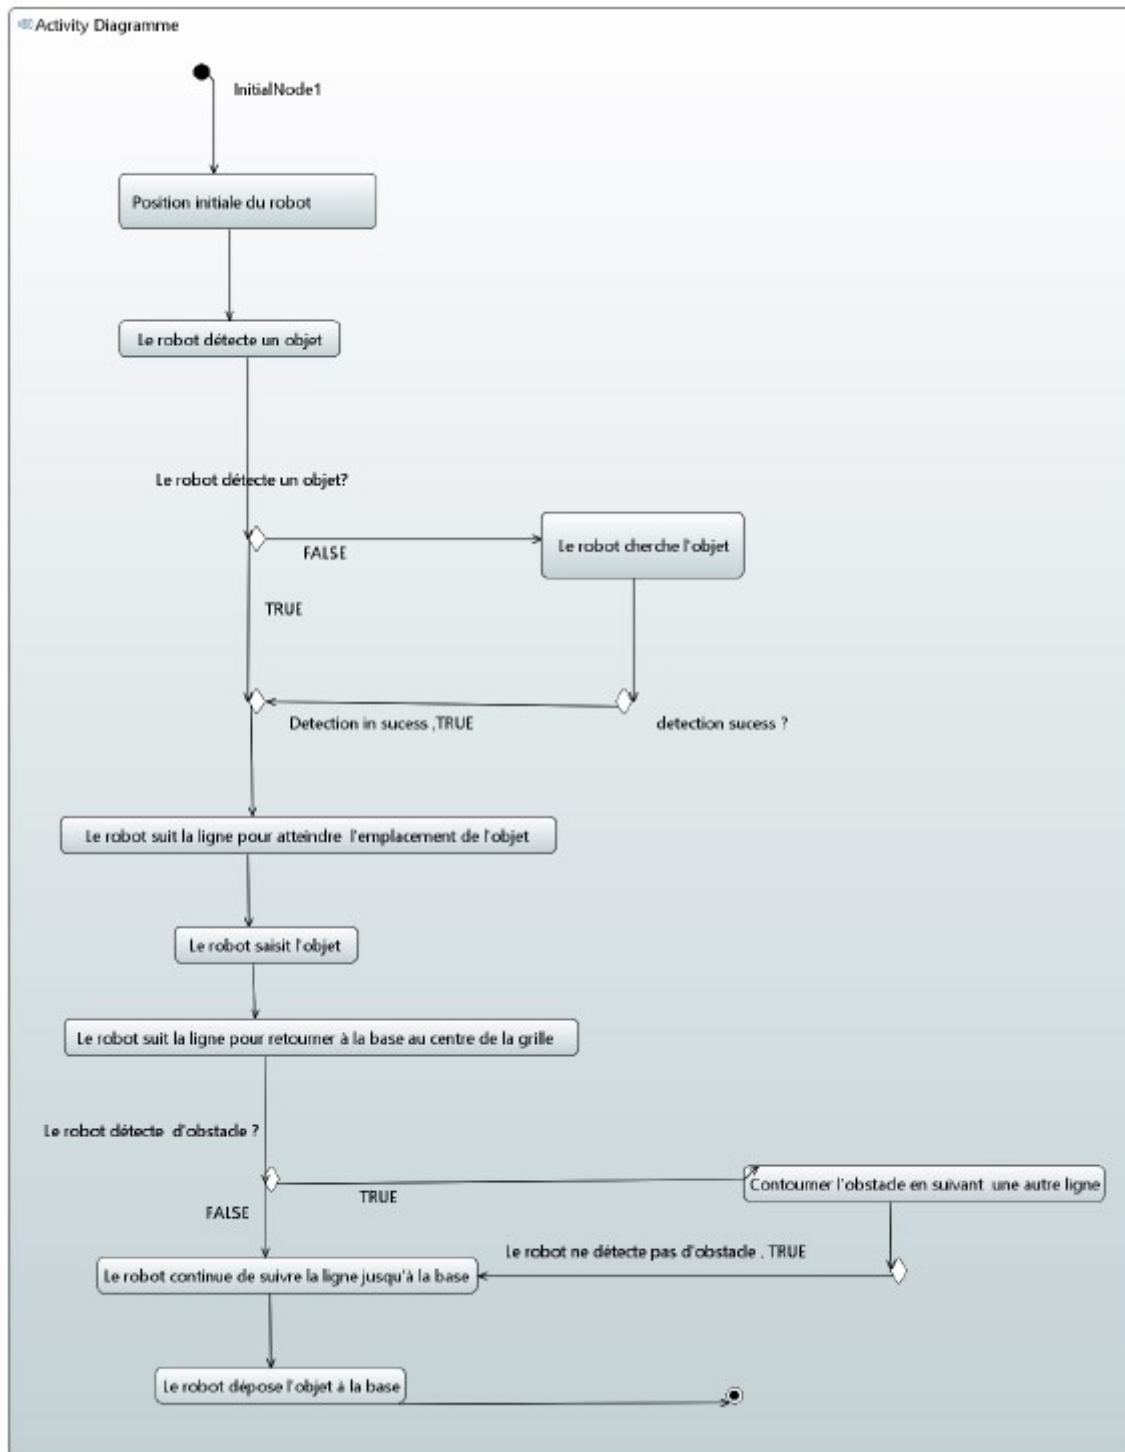 Activity Diagramme
InitialNode1
Position initiale du robot
Le robot détecte un objet
Le robot détecte un objet?
Le robot cherche l'objet
FALSE
TRUE
Detection in sucess ,TRUE
detection sucess ?
Le robot suit la ligne pour atteindre l'emplacement de l'objet
Le robot saisit l'objet
Le robot suit la ligne pour retourner à la base au centre de la grille
Le robot détecte d'obstacle ?
Contourner l'obstacle en suivant une autre ligne
TRUE
FALSE
Le robot ne détecte pas d'obstacle , TRUE
Le robot continue de suivre la ligne jusqu'à la base
Le robot dépose l'objet à la base